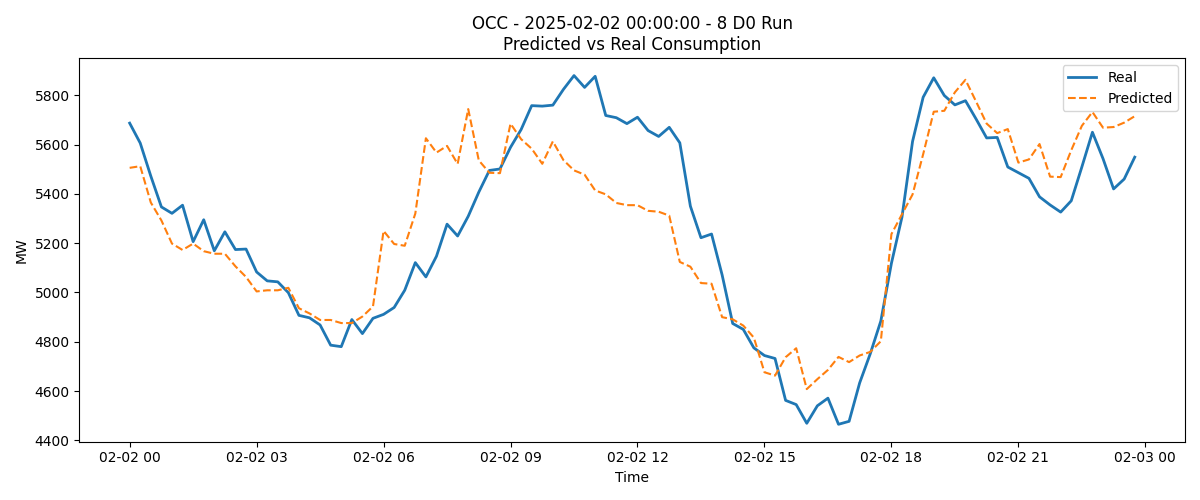 OCC - 2025-02-02 00:00:00 - 8 D0 Run
Predicted vs Real Consumption
Real
Predicted
MW
5800
5600
5400
5200
5000
4800
4600
4400
02-02 00
02-02 03
02-02 06
02-02 09
02-02 12
02-02 15
02-02 18
02-02 21
02-03 00
Time